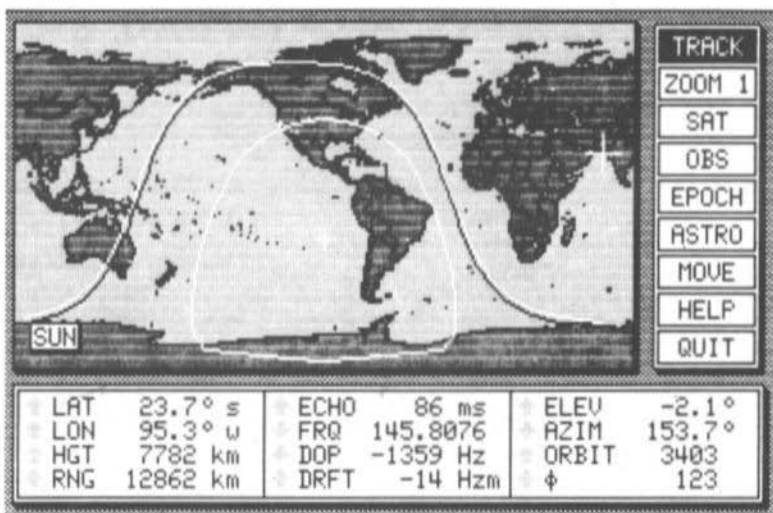 TRACK
ZOOM 1
SAT
OBS
EPOCH
ASTRO
MOVE
HELP
QUIT
SUN
LAT 23.7° s ECHO 86 ms ELEV -2.1°
LON 95.3° w FRQ 145.8076 AZIM 153.7°
HGT 7782 km DOP -1359 Hz ORBIT 3403
RNG 12862 km DRFT -14 Hzm ϕ 123